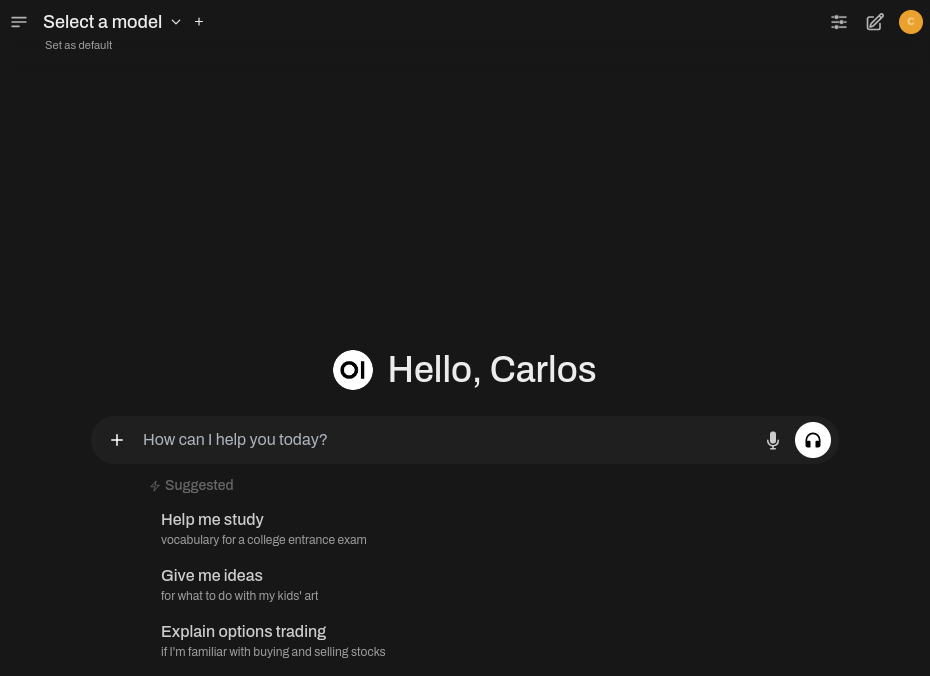 Select a model
Set as default
C
OI Hello, Carlos
How can I help you today?
Suggested
Help me study
vocabulary for a college entrance exam
Give me ideas
for what to do with my kids' art
Explain options trading
if I'm familiar with buying and selling stocks